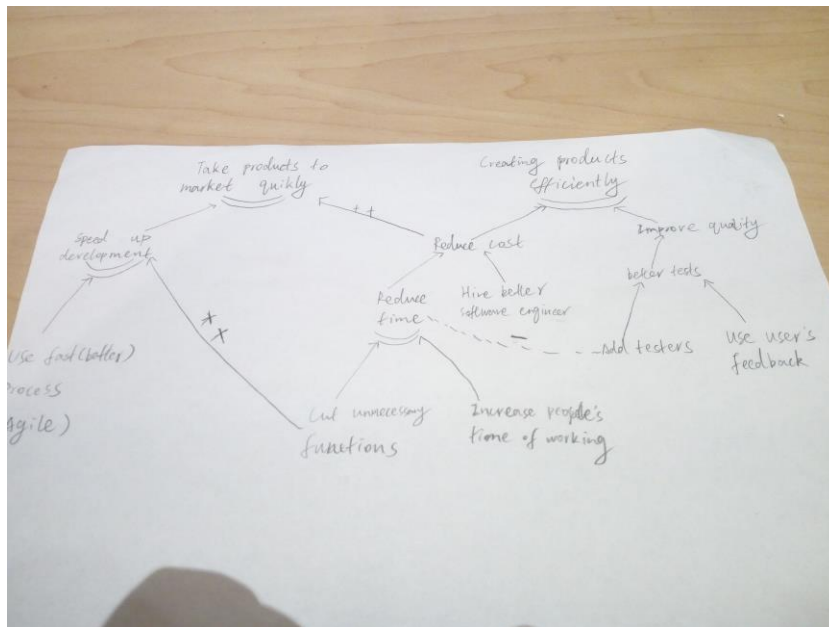 Take products to
market quikly
Creating products
efficiently
Speed up
development
++
Reduce cost
Improve quality
better tests
Reduce
time
Hire better
software engineer
++
Use fast(better)
Process
Agile)
Add testers
Use user's
feedback
Cut unnecessary
functions
Increase people's
time of working